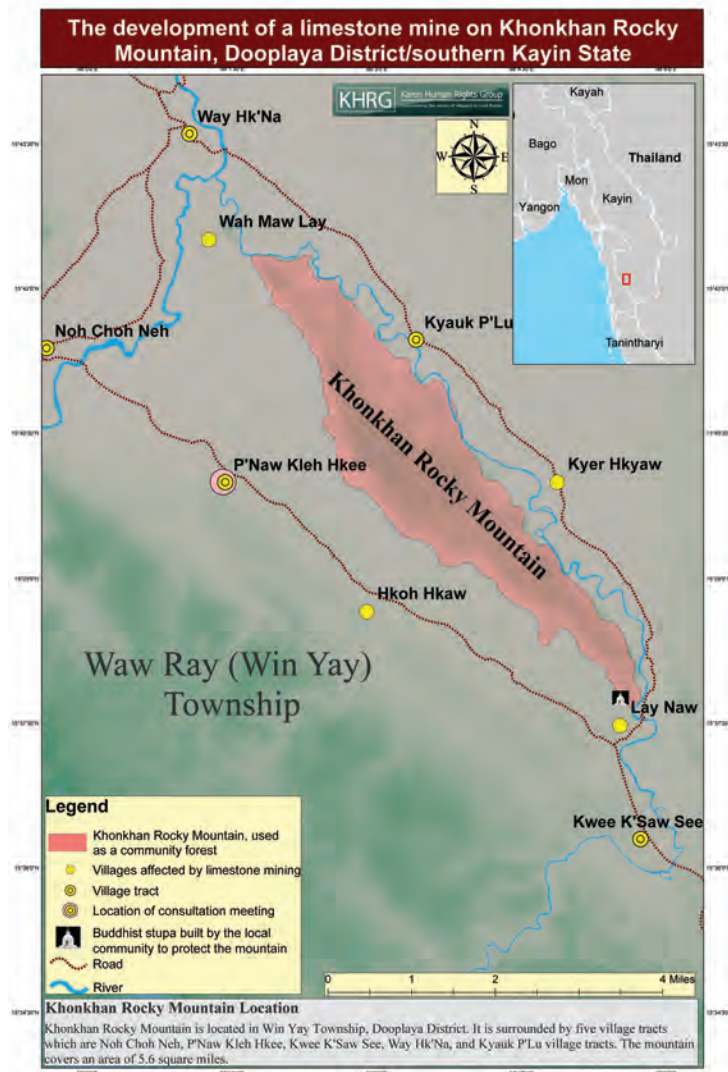 The development of a limestone mine on Khonkhan Rocky
Mountain, Dooplaya District/southern Kayin State
KHRG
Karen Human Rights Group
N
W
E
S
Kayah
Bago
Thailand
Mon
Kayin
Yangon
Tanintharyi
Way Hk'Na
Wah Maw Lay
Noh Choh Neh
Kyauk P'Lu
Khonkhan Rocky Mountain
P'Naw Kleh Hkee
Kyer Hkyaw
Hkoh Hkaw
Waw Ray (Win Yay)
Township
Lay Naw
Kwee K'Saw See
Legend
Khonkhan Rocky Mountain, used
as a community forest
Villages affected by limestone mining
Village tract
Location of consultation meeting
Buddhist stupa built by the local
community to protect the mountain
Road
River
0
1
2
4 Miles
Khonkhan Rocky Mountain Location
Khonkhan Rocky Mountain is located in Win Yay Township, Dooplaya District. It is surrounded by five village tracts
which are Noh Choh Neh, P'Naw Kleh Hkee, Kwee K'Saw See, Way Hk'Na, and Kyauk P'Lu village tracts. The mountain
covers an area of 5.6 square miles.